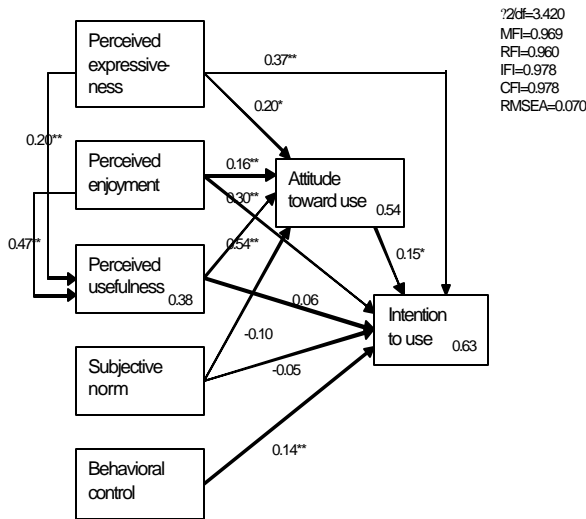 ?2/df=3.420
MFI=0.969
RFI=0.960
IFI=0.978
CFI=0.978
RMSEA=0.070
Perceived
expressive-
ness
0.37**
0.20*
0.20**
Perceived
enjoyment
0.16**
0.30**
Attitude
toward use
0.54
0.47**
0.54**
0.15*
Perceived
usefulness
0.38
0.06
Intention
to use
0.63
-0.10
Subjective
norm
-0.05
0.14**
Behavioral
control